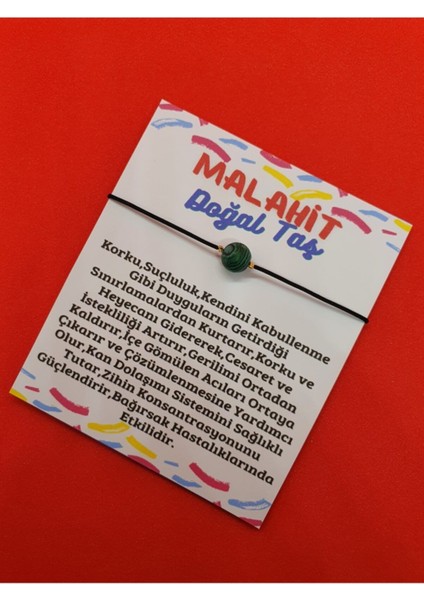 MALAHİT
Doğal Taş
Korku,Suçluluk,Kendini Kabullenme
Gibi Duyguların Getirdiği
Sınırlamalardan Kurtarır,Korku ve
Heyecanı Gidererek,Cesaret ve
İstekliliği Artırır,Gerilimi Ortadan
Kaldırır,İçe Gömülen Acıları Ortaya
Çıkarır ve Çözümlenmesine Yardımcı
Olur,Kan Dolaşımı Sistemini Sağlıklı
Tutar,Zihin Konsantrasyonunu
Güçlendirir,Bağırsak Hastalıklarında
Etkilidir.